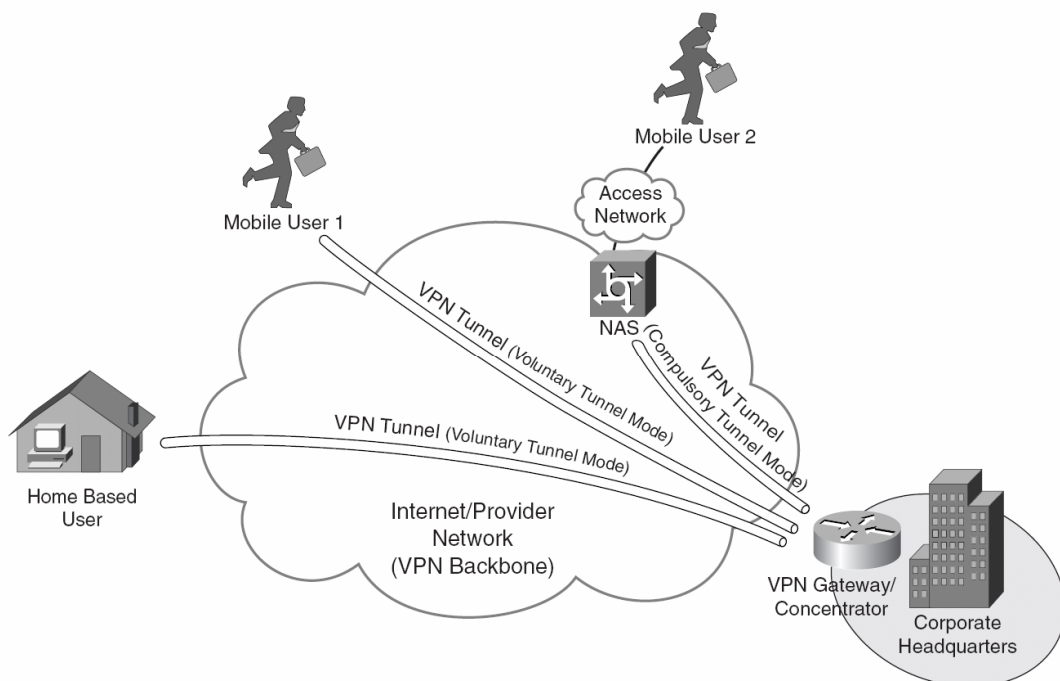 Mobile User 2
Access
Network
Mobile User 1
NAS
VPN Tunnel (Voluntary Tunnel Mode)
VPN Tunnel
(Compulsory Tunnel Mode)
VPN Tunnel (Voluntary Tunnel Mode)
Home Based
User
Internet/Provider
Network
(VPN Backbone)
VPN Gateway/
Concentrator
Corporate
Headquarters